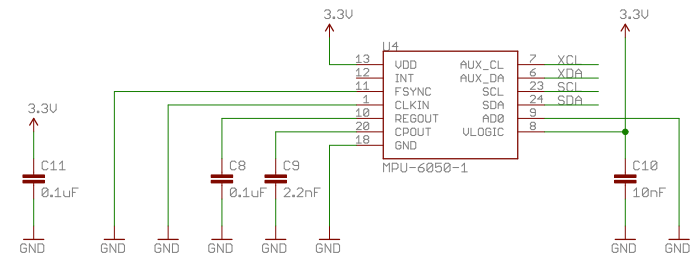 3.3V 3.3V
U4
13 VDD AUX_CL 7 XCL
12 INT AUX_DA 6 XDA
11 FSYNC SCL 23 SCL
1 CLKIN SDA 24 SDA
10 REGOUT AD0 9
20 CPOUT VLOGIC 8
18 GND
3.3V
MPU-6050-1
C11 C8 C9 C10
0.1uF 0.1uF 2.2nF 10nF
GND GND GND GND GND GND GND GND